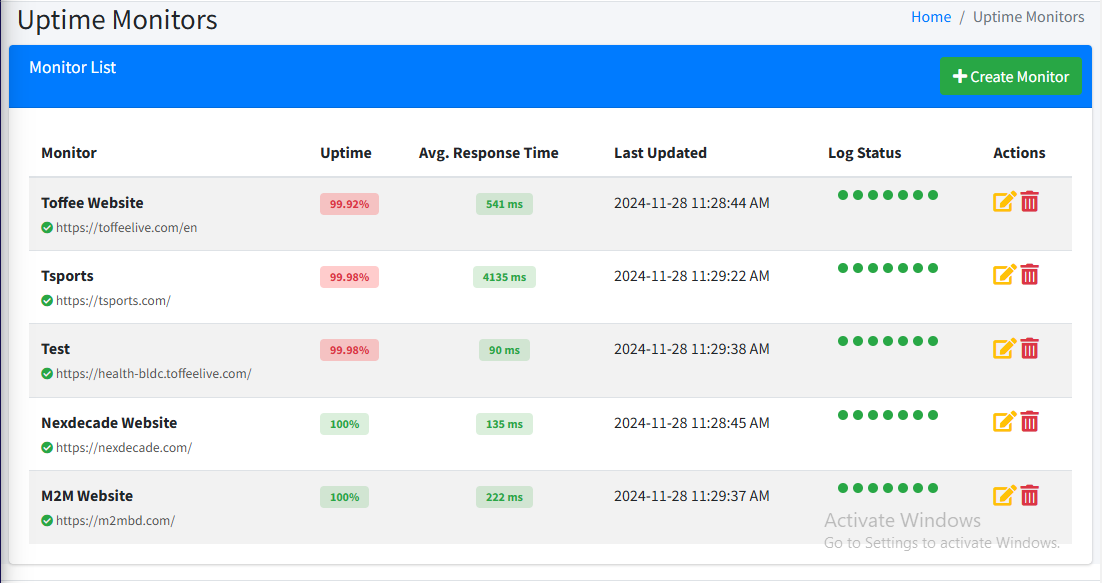 Uptime Monitors
Home / Uptime Monitors
Monitor List
Create Monitor
Monitor Uptime Avg. Response Time Last Updated Log Status Actions
Toffee Website 99.92% 541 ms 2024-11-28 11:28:44 AM
https://toffeelive.com/en
Tsports 99.98% 4135 ms 2024-11-28 11:29:22 AM
https://tsports.com/
Test 99.98% 90 ms 2024-11-28 11:29:38 AM
https://health-bldc.toffeelive.com/
Nexdecade Website 100% 135 ms 2024-11-28 11:28:45 AM
https://nexdecade.com/
M2M Website 100% 222 ms 2024-11-28 11:29:37 AM
https://m2mbd.com/
Activate Windows
Go to Settings to activate Windows.